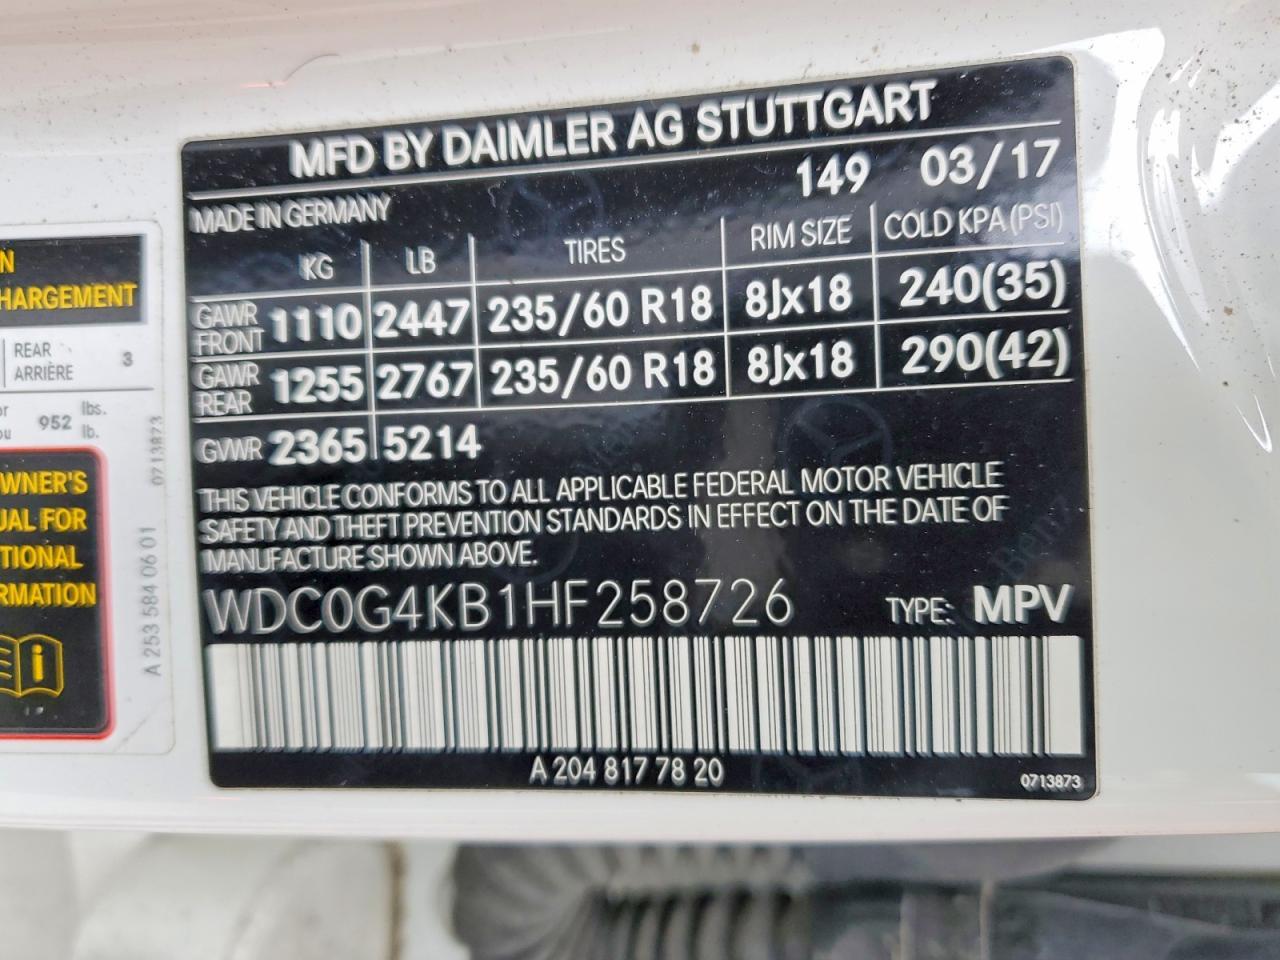 MFD BY DAIMLER AG STUTTGART
149 03/17
MADE IN GERMANY
KG LB TIRES RIM SIZE COLD KPA (PSI)
GAWR FRONT 1110 2447 235/60 R18 8Jx18 240(35)
GAWR REAR 1255 2767 235/60 R18 8Jx18 290(42)
GVWR 2365 5214
THIS VEHICLE CONFORMS TO ALL APPLICABLE FEDERAL MOTOR VEHICLE
SAFETY AND THEFT PREVENTION STANDARDS IN EFFECT ON THE DATE OF
MANUFACTURE SHOWN ABOVE.
WDC0G4KB1HF258726 TYPE: MPV
A 204 817 78 20
0713873
N
HARGEMENT
REAR
ARRIÈRE 3
or 952 lbs.
ou lb.
WNER'S
UAL FOR
TIONAL
RMATION
A 253 584 06 01
0713873
Benz